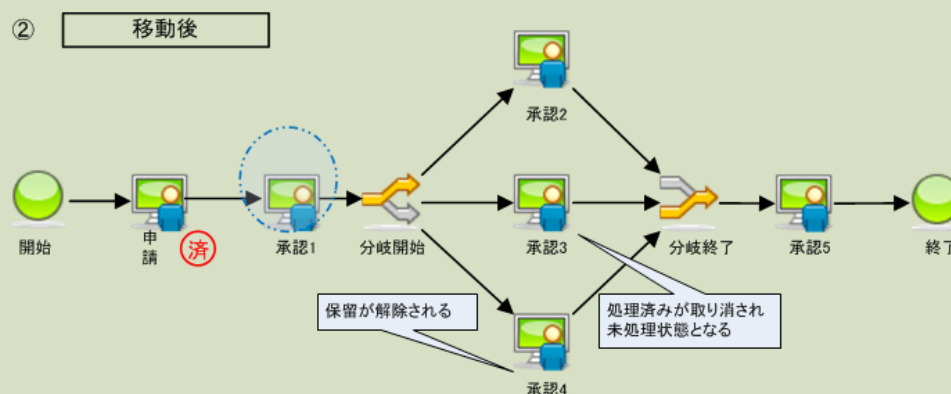 ② 移動後
承認2
開始
申
請
済
承認1
分岐開始
承認3
分岐終了
承認5
終了
保留が解除される
処理済みが取り消され
未処理状態となる
承認4